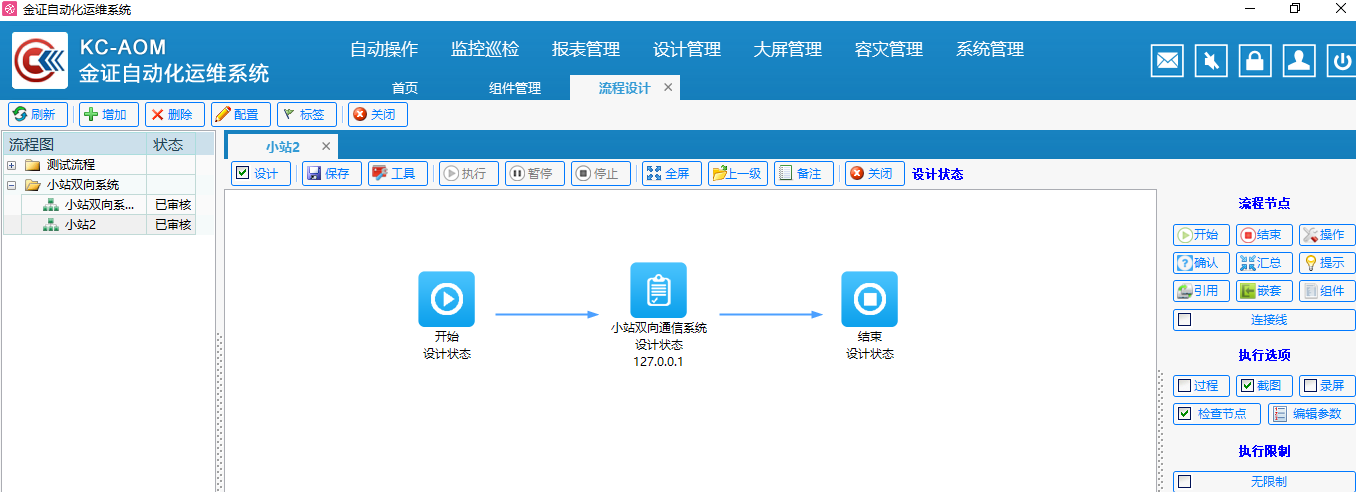 金证自动化运维系统
KC-AOM
金证自动化运维系统
自动操作 监控巡检 报表管理 设计管理 大屏管理 容灾管理 系统管理
首页 组件管理 流程设计
刷新 增加 删除 配置 标签 关闭
流程图 状态
测试流程
小站双向系统
小站双向系... 已审核
小站2 已审核
小站2
设计 保存 工具 执行 暂停 停止 全屏 上一级 备注 关闭 设计状态
开始
设计状态
小站双向通信系统
设计状态
127.0.0.1
结束
设计状态
流程节点
开始 结束 操作
确认 汇总 提示
引用 嵌套 组件
连接线
执行选项
过程 截图 录屏
检查节点 编辑参数
执行限制
无限制